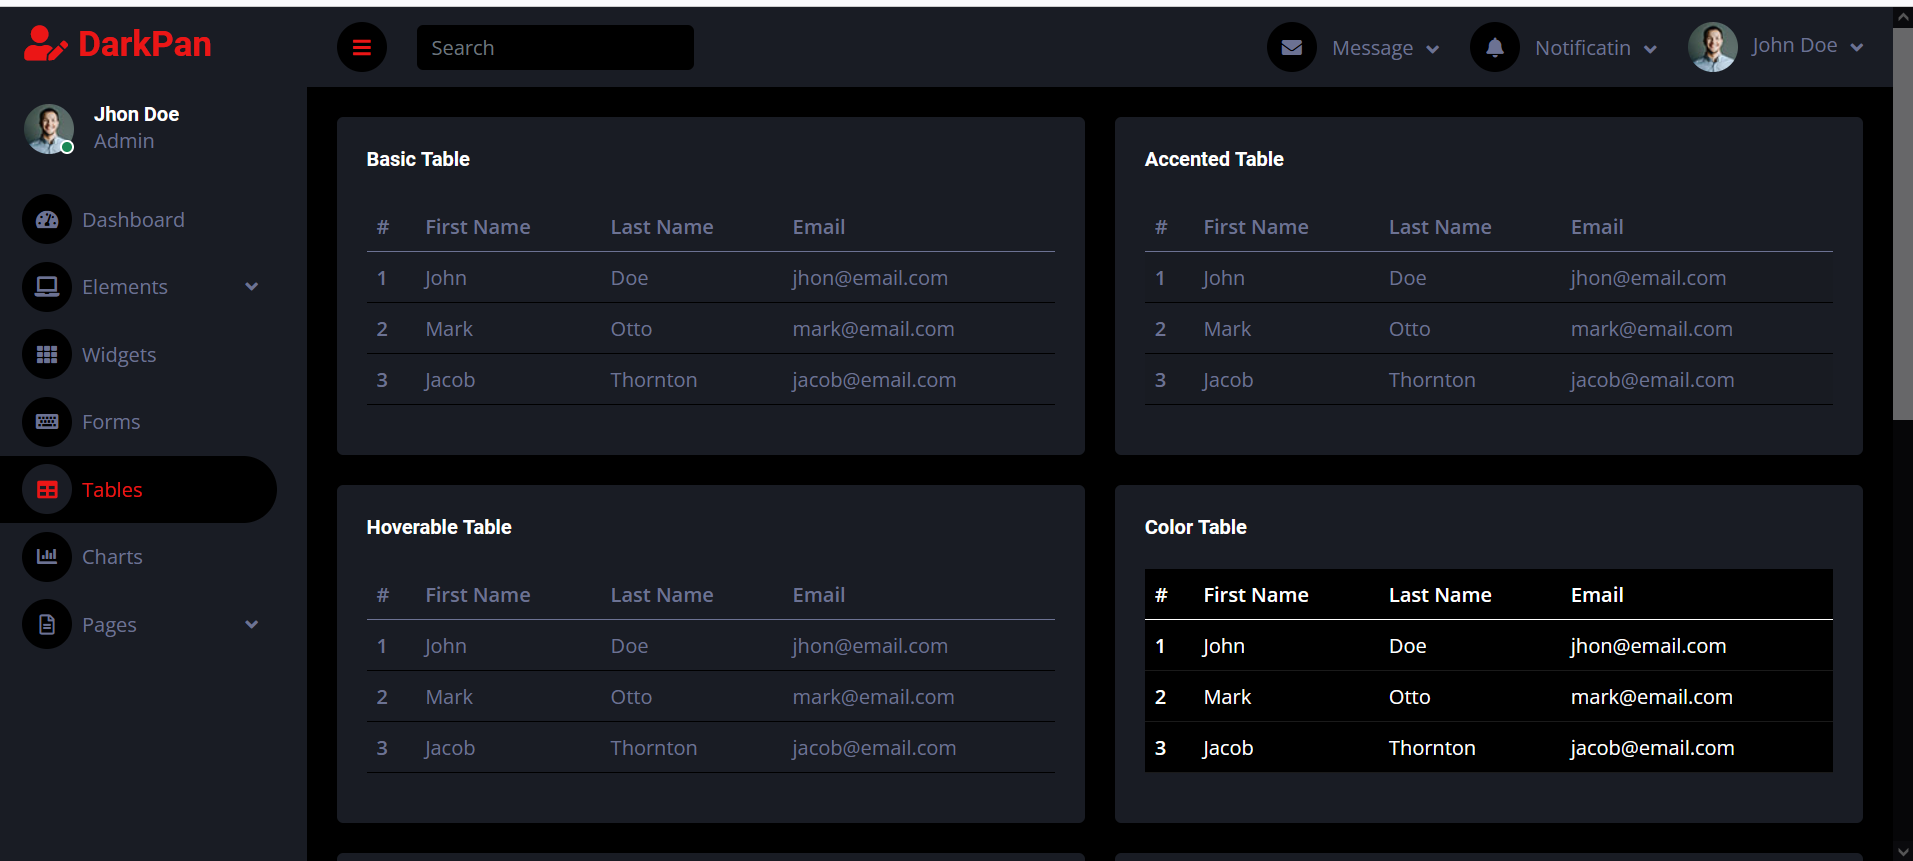 DarkPan
Search
Message
Notificatin
John Doe
Jhon Doe
Admin
Dashboard
Elements
Widgets
Forms
Tables
Charts
Pages
Basic Table
# First Name Last Name Email
1 John Doe jhon@email.com
2 Mark Otto mark@email.com
3 Jacob Thornton jacob@email.com
Accented Table
# First Name Last Name Email
1 John Doe jhon@email.com
2 Mark Otto mark@email.com
3 Jacob Thornton jacob@email.com
Hoverable Table
# First Name Last Name Email
1 John Doe jhon@email.com
2 Mark Otto mark@email.com
3 Jacob Thornton jacob@email.com
Color Table
# First Name Last Name Email
1 John Doe jhon@email.com
2 Mark Otto mark@email.com
3 Jacob Thornton jacob@email.com